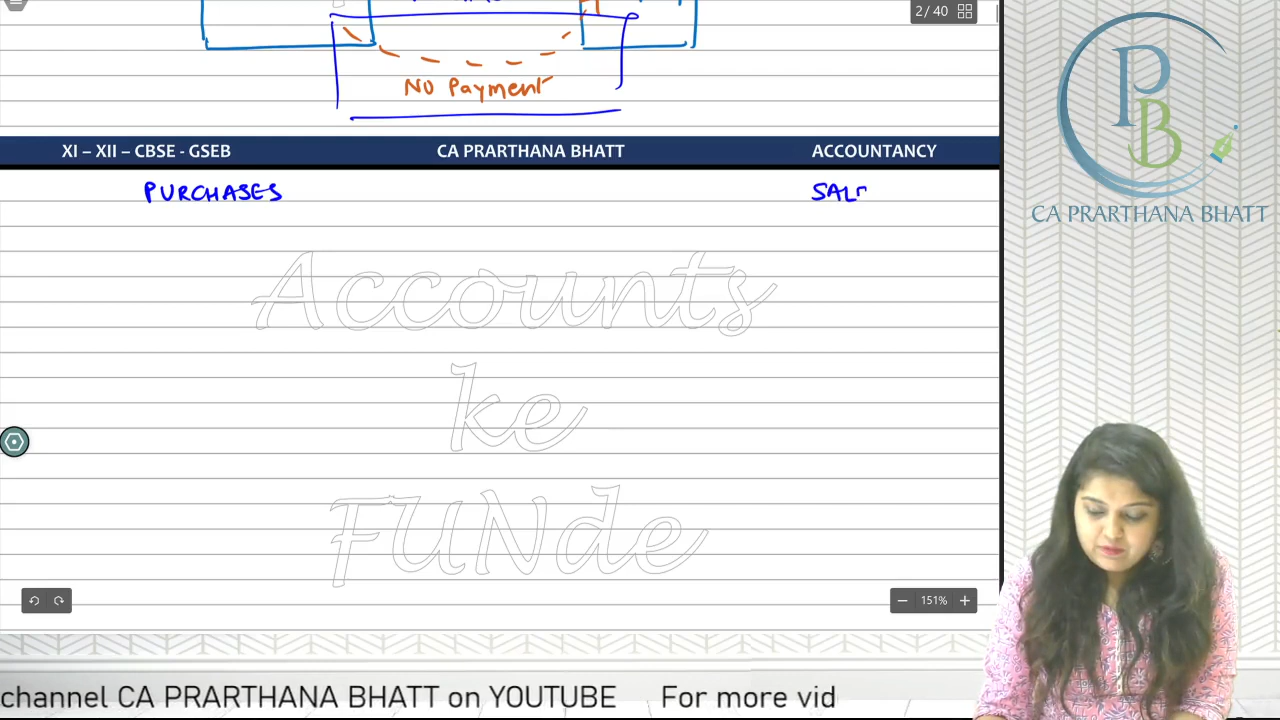 2 / 40
No Payment
XI – XII – CBSE - GSEB CA PRARTHANA BHATT ACCOUNTANCY
PURCHASES
Accounts
ke
FUNde
151%
PB
CA PRARTHANA BHATT
channel CA PRARTHANA BHATT on YOUTUBE For more vid